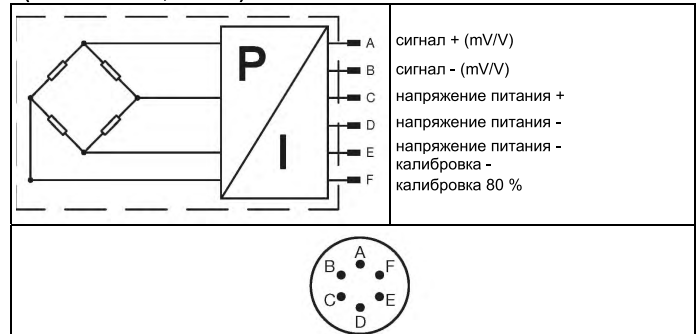 P
I
A сигнал + (mV/V)
B сигнал - (mV/V)
C напряжение питания +
D напряжение питания -
E напряжение питания -
калибровка -
F калибровка 80 %
A
B F
C E
D